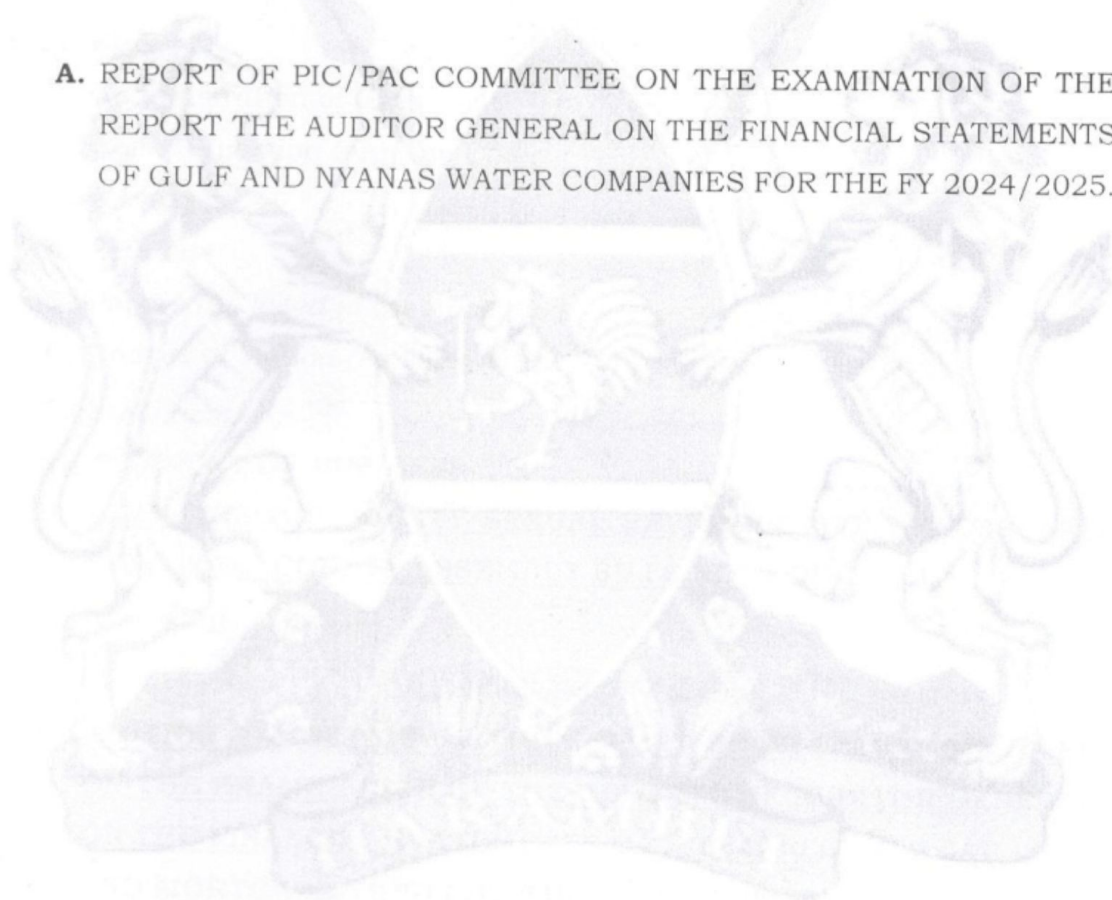 A. REPORT OF PIC/PAC COMMITTEE ON THE EXAMINATION OF THE
REPORT THE AUDITOR GENERAL ON THE FINANCIAL STATEMENTS
OF GULF AND NYANAS WATER COMPANIES FOR THE FY 2024/2025.
HARAMBEE